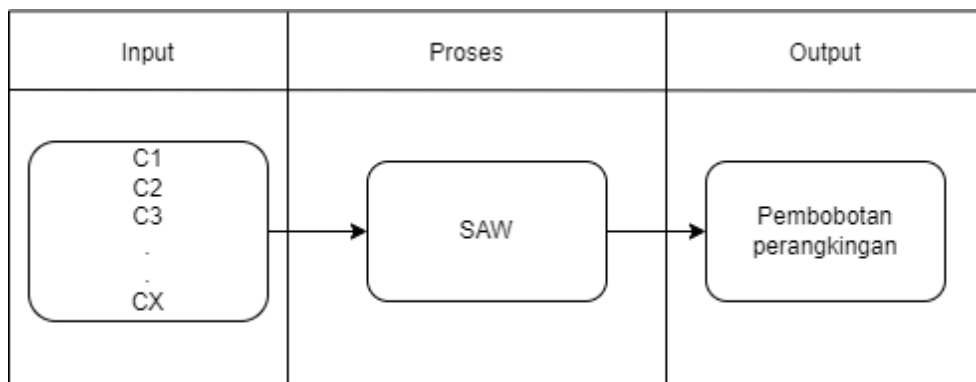 Input
Proses
Output
C1
C2
C3
.
.
CX
SAW
Pembobotan
perangkingan